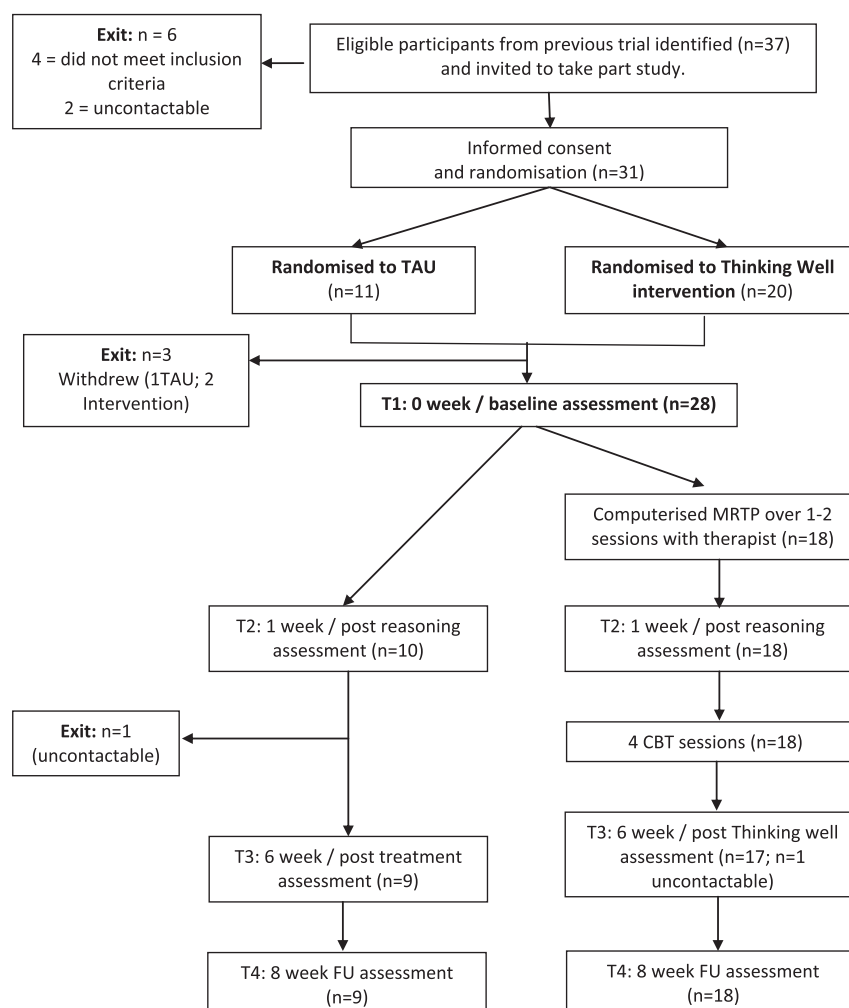 Exit: n = 6
4 = did not meet inclusion
criteria
2 = uncontactable
Eligible participants from previous trial identified (n=37)
and invited to take part study.
Informed consent
and randomisation (n=31)
Randomised to TAU
(n=11)
Randomised to Thinking Well
intervention (n=20)
Exit: n=3
Withdrew (1TAU; 2
Intervention)
T1: 0 week / baseline assessment (n=28)
Computerised MRTP over 1-2
sessions with therapist (n=18)
T2: 1 week / post reasoning
assessment (n=10)
T2: 1 week / post reasoning
assessment (n=18)
Exit: n=1
(uncontactable)
4 CBT sessions (n=18)
T3: 6 week / post treatment
assessment (n=9)
T3: 6 week / post Thinking well
assessment (n=17; n=1
uncontactable)
T4: 8 week FU assessment
(n=9)
T4: 8 week FU assessment
(n=18)